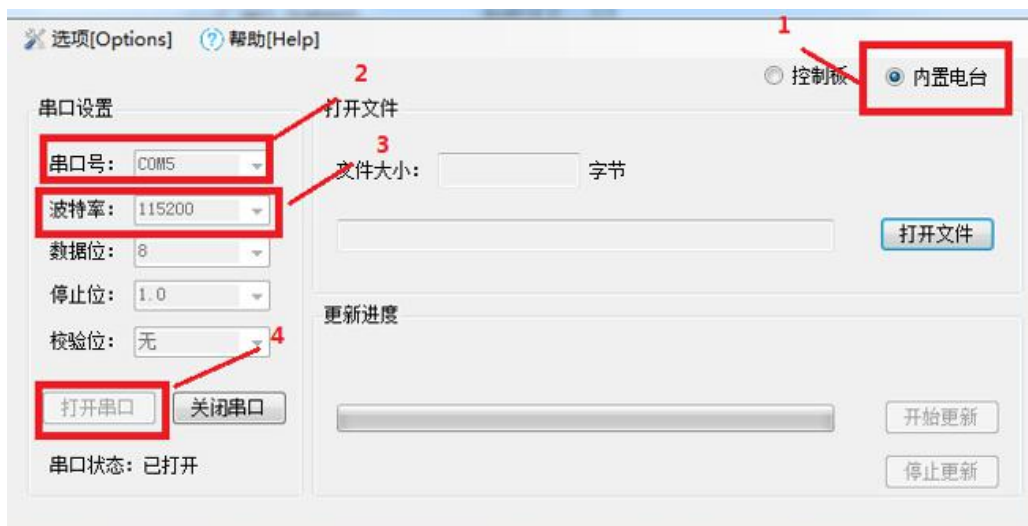 选项[Options] 帮助[Help]
1
控制板 内置电台
2
串口设置
打开文件
3
串口号： COM5
文件大小： 字节
波特率： 115200
打开文件
数据位： 8
停止位： 1.0
更新进度
校验位： 无
4
打开串口 关闭串口
开始更新
串口状态：已打开
停止更新